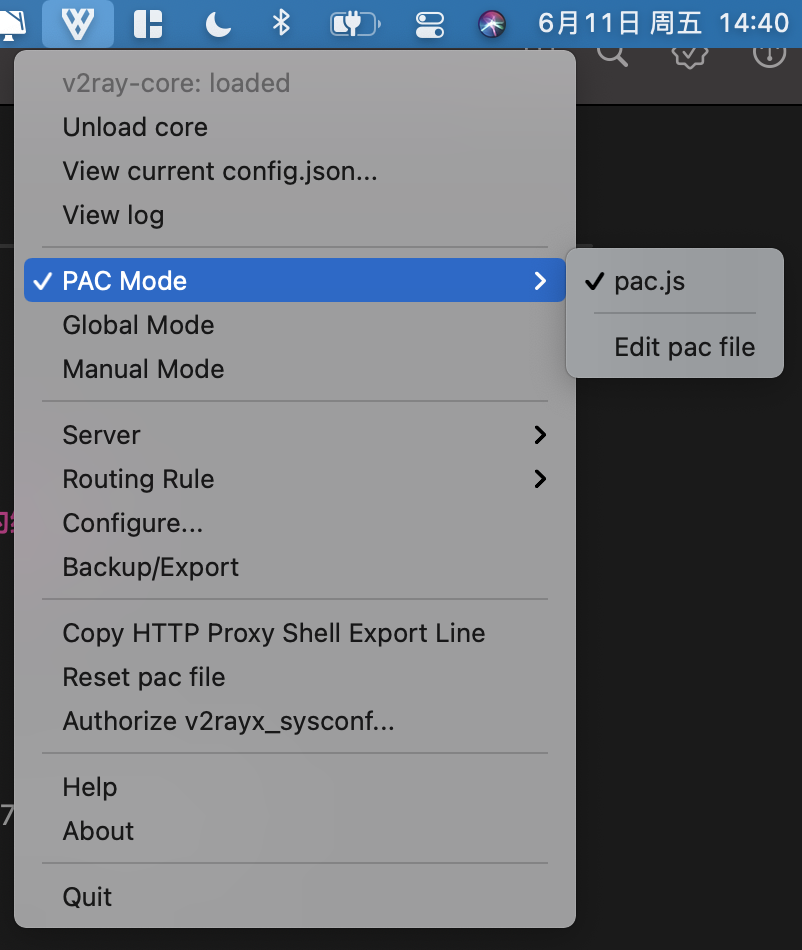 6月11日 周五 14:40
v2ray-core: loaded
Unload core
View current config.json...
View log
PAC Mode
pac.js
Global Mode
Edit pac file
Manual Mode
Server
Routing Rule
Configure...
Backup/Export
Copy HTTP Proxy Shell Export Line
Reset pac file
Authorize v2rayx_sysconf...
Help
7
About
Quit